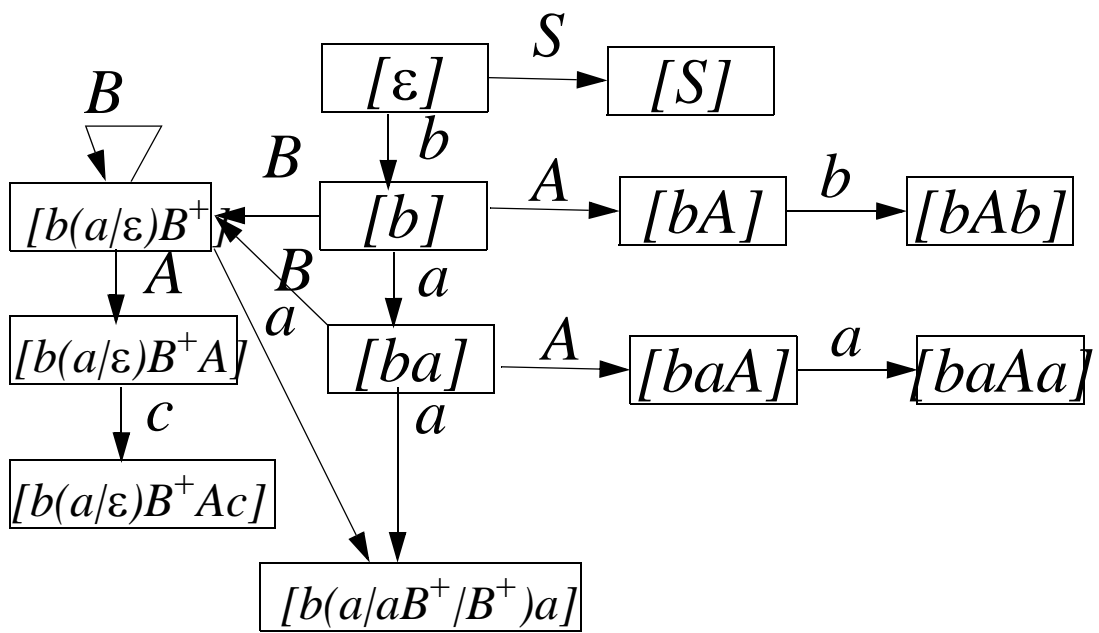 S
[ε]
[S]
B
b
B
A
b
[b(a/ε)B+]
[b]
[bA]
[bAb]
A
B
a
a
A
a
[b(a/ε)B+A]
[ba]
[baA]
[baAa]
c
a
[b(a/ε)B+Ac]
[b(a/aB+/B+)a]